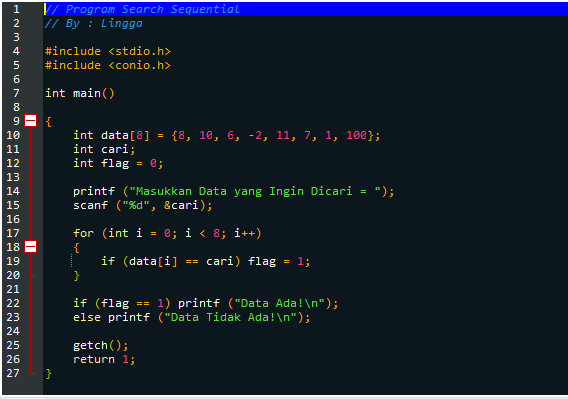 1 // Program Search Sequential
2 // By : Lingga
3
4 #include <stdio.h>
5 #include <conio.h>
6
7 int main()
8
9 {
10     int data[8] = {8, 10, 6, -2, 11, 7, 1, 100};
11     int cari;
12     int flag = 0;
13
14     printf ("Masukkan Data yang Ingin Dicari = ");
15     scanf ("%d", &cari);
16
17     for (int i = 0; i < 8; i++)
18     {
19         if (data[i] == cari) flag = 1;
20     }
21
22     if (flag == 1) printf ("Data Ada!\n");
23     else printf ("Data Tidak Ada!\n");
24
25     getch();
26     return 1;
27 }